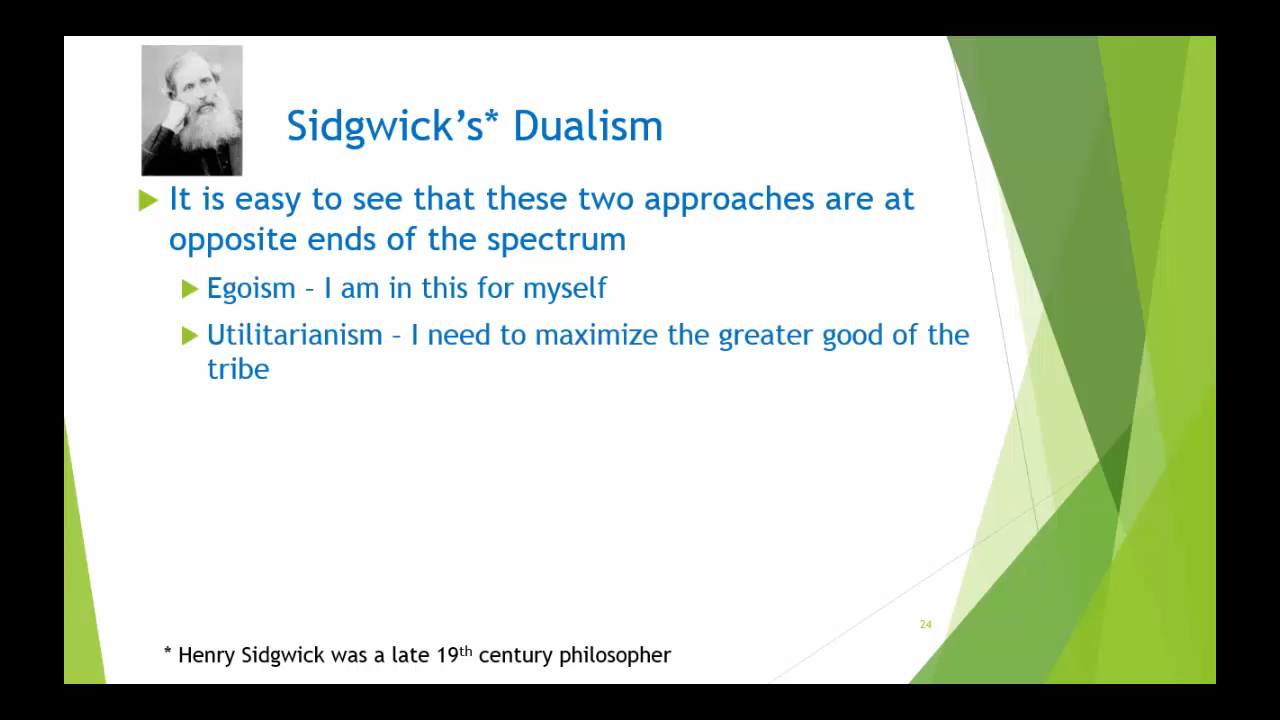 Sidgwick's* Dualism
It is easy to see that these two approaches are at
opposite ends of the spectrum
Egoism – I am in this for myself
Utilitarianism – I need to maximize the greater good of the
tribe
24
* Henry Sidgwick was a late 19th century philosopher